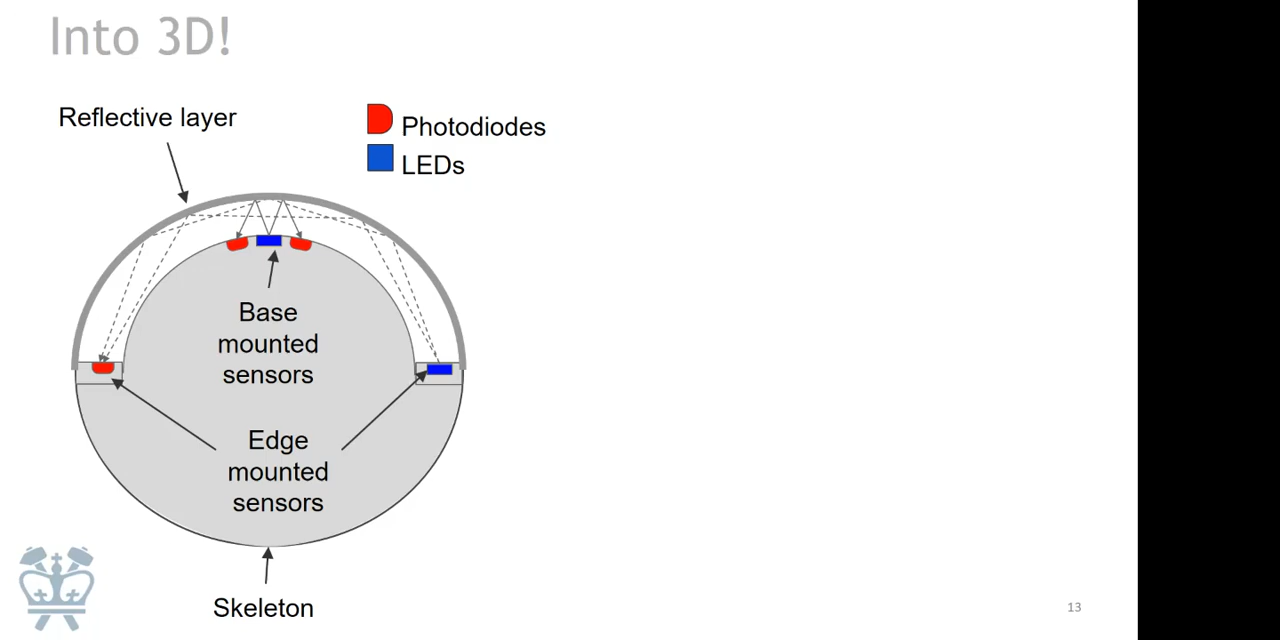 Into 3D!
Reflective layer
Photodiodes
LEDs
Base
mounted
sensors
Edge
mounted
sensors
Skeleton
13